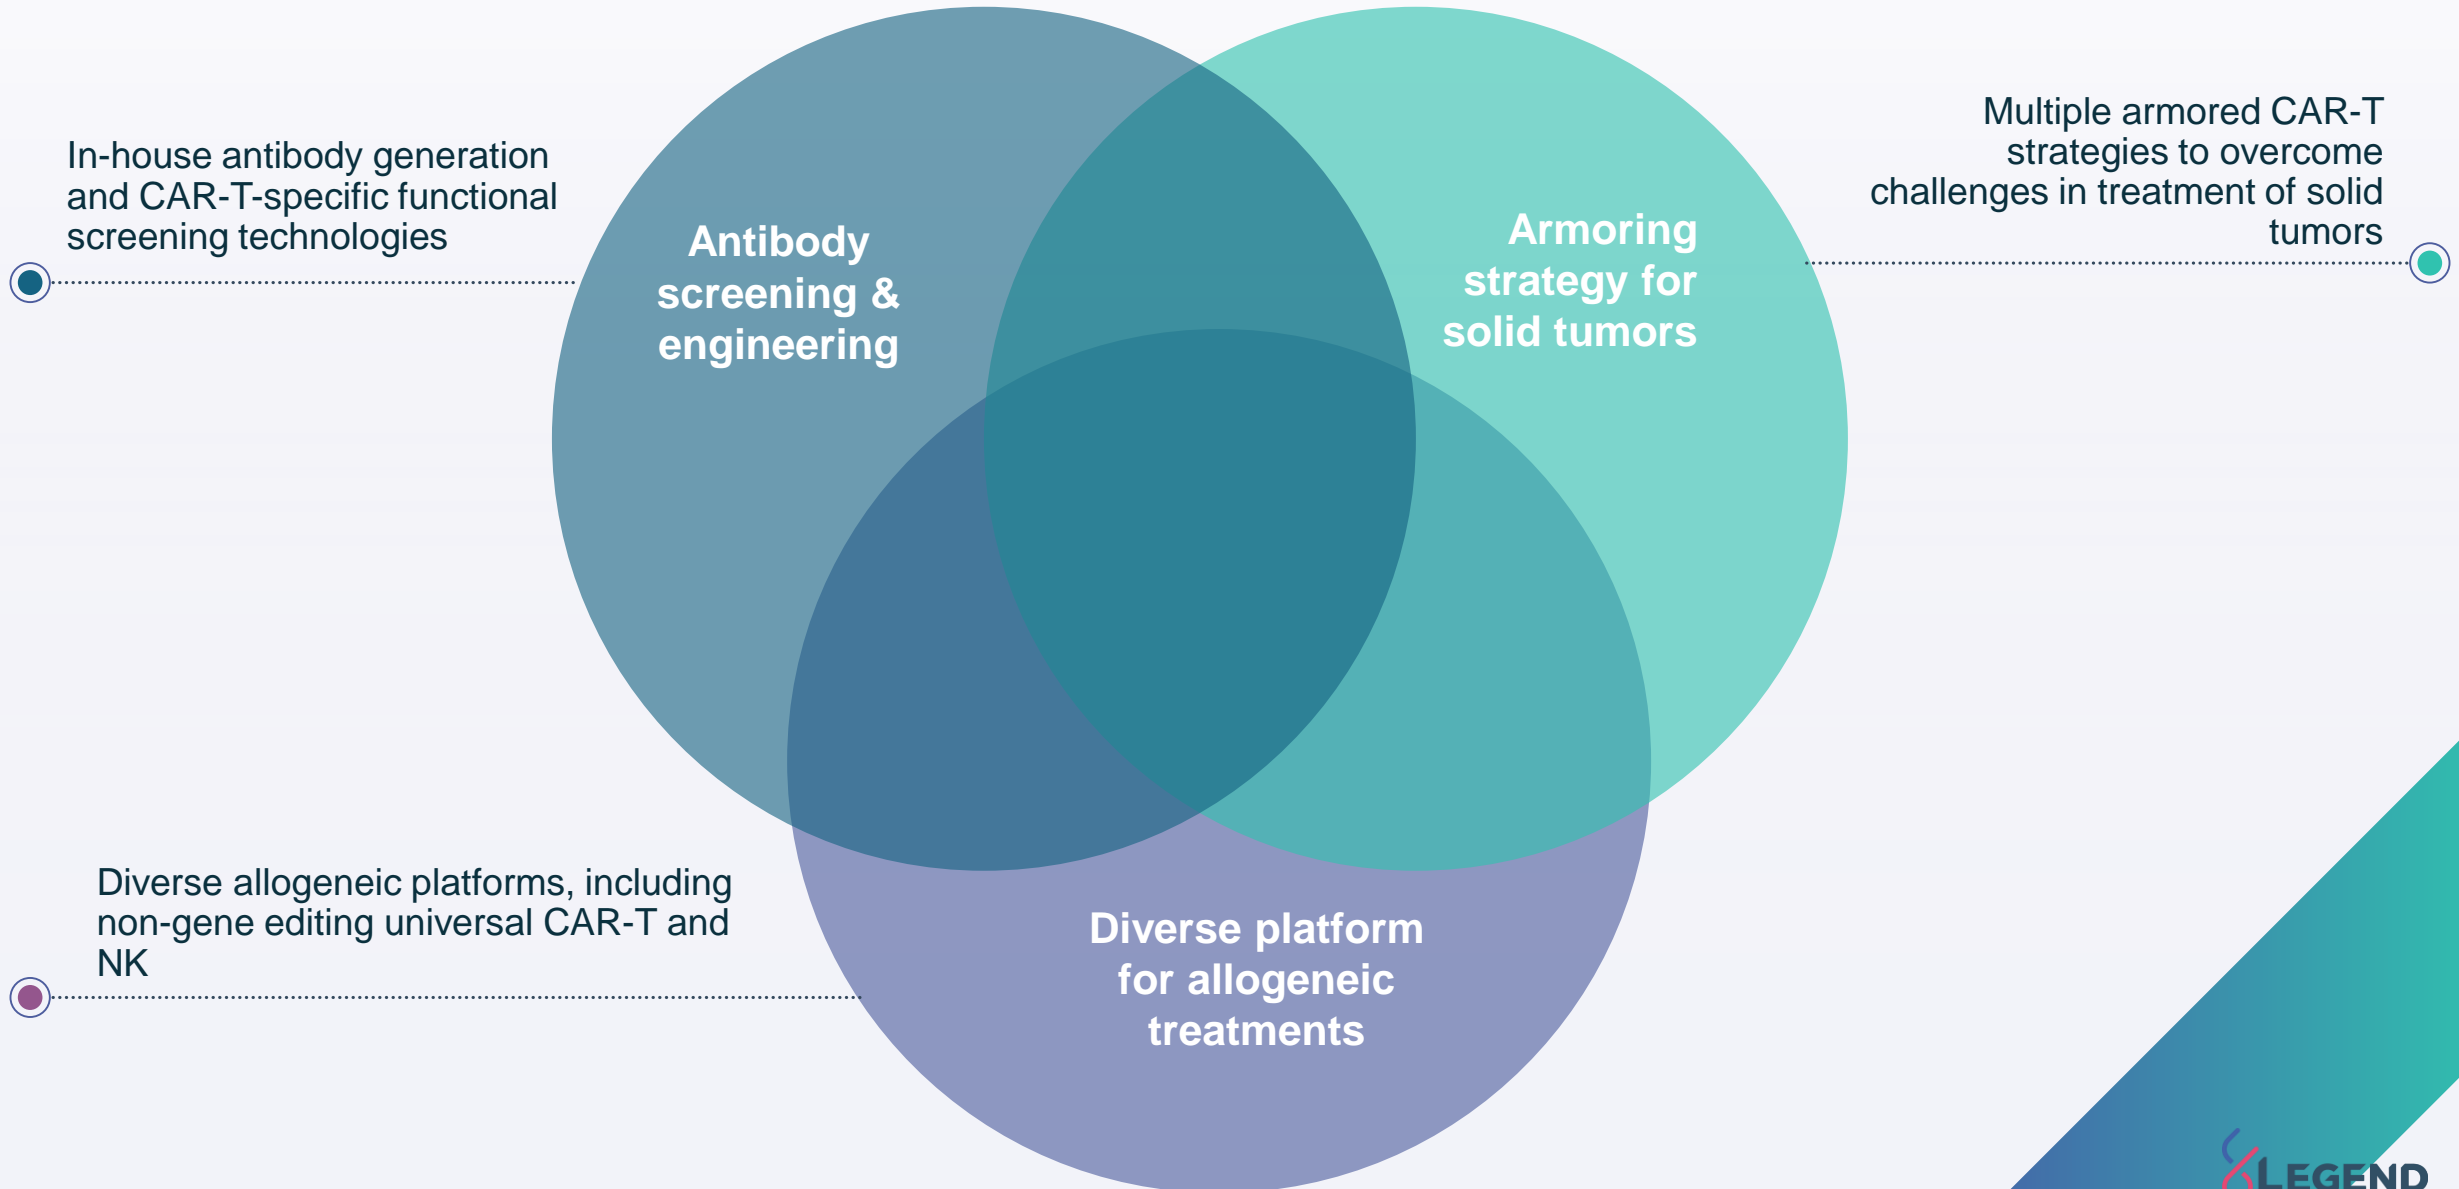 In-house antibody generation
and CAR-T-specific functional
screening technologies
Antibody
screening &
engineering
Armoring
strategy for
solid tumors
Multiple armored CAR-T
strategies to overcome
challenges in treatment of solid
tumors
Diverse allogeneic platforms, including
non-gene editing universal CAR-T and
NK
Diverse platform
for allogeneic
treatments
LEGEND